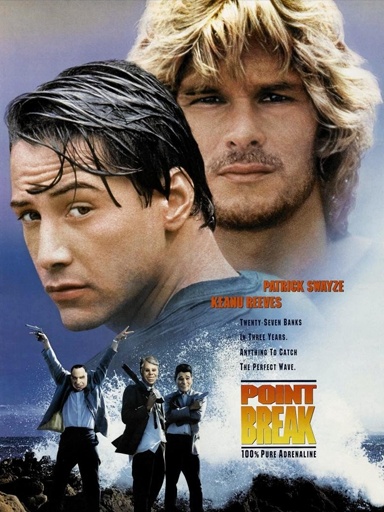 PATRICK SWAYZE
KEANU REEVES
TWENTY-SEVEN BANKS
IN THREE YEARS.
ANYTHING TO CATCH
THE PERFECT WAVE.
POINT
BREAK
100% PURE ADRENALINE